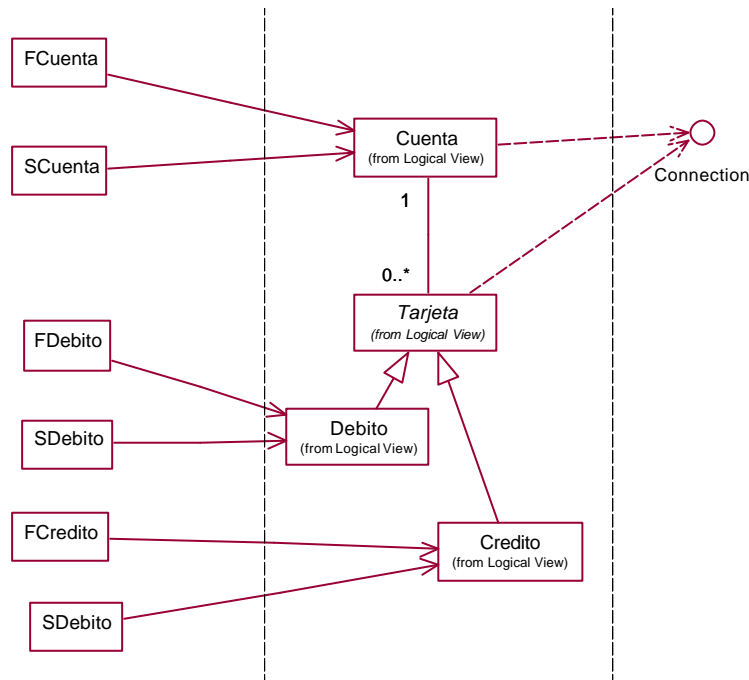 FCuenta
SCuenta
Cuenta
(from Logical View)
Connection
1
0..*
Tarjeta
(from Logical View)
FDebito
SDebito
Debito
(from Logical View)
FCredito
Credito
(from Logical View)
SDebito